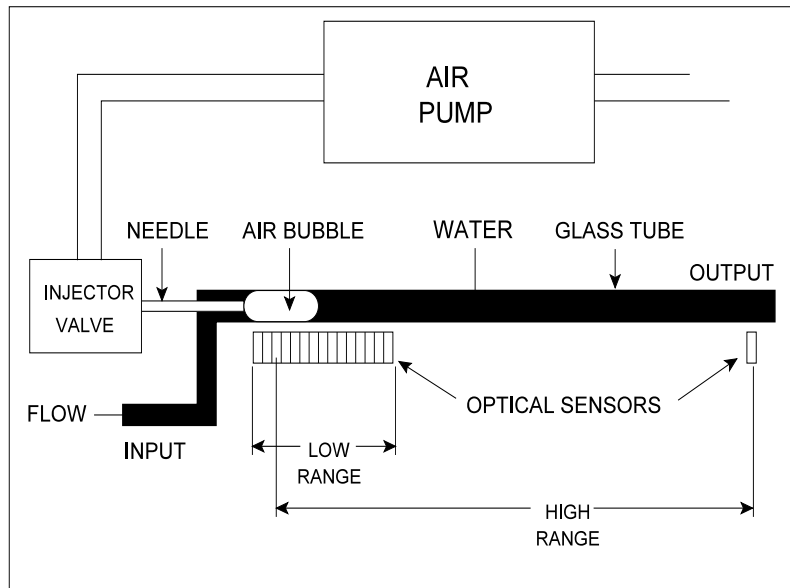 AIR
PUMP
NEEDLE
AIR BUBBLE
WATER
GLASS TUBE
OUTPUT
INJECTOR
VALVE
FLOW
INPUT
OPTICAL SENSORS
LOW
RANGE
HIGH
RANGE